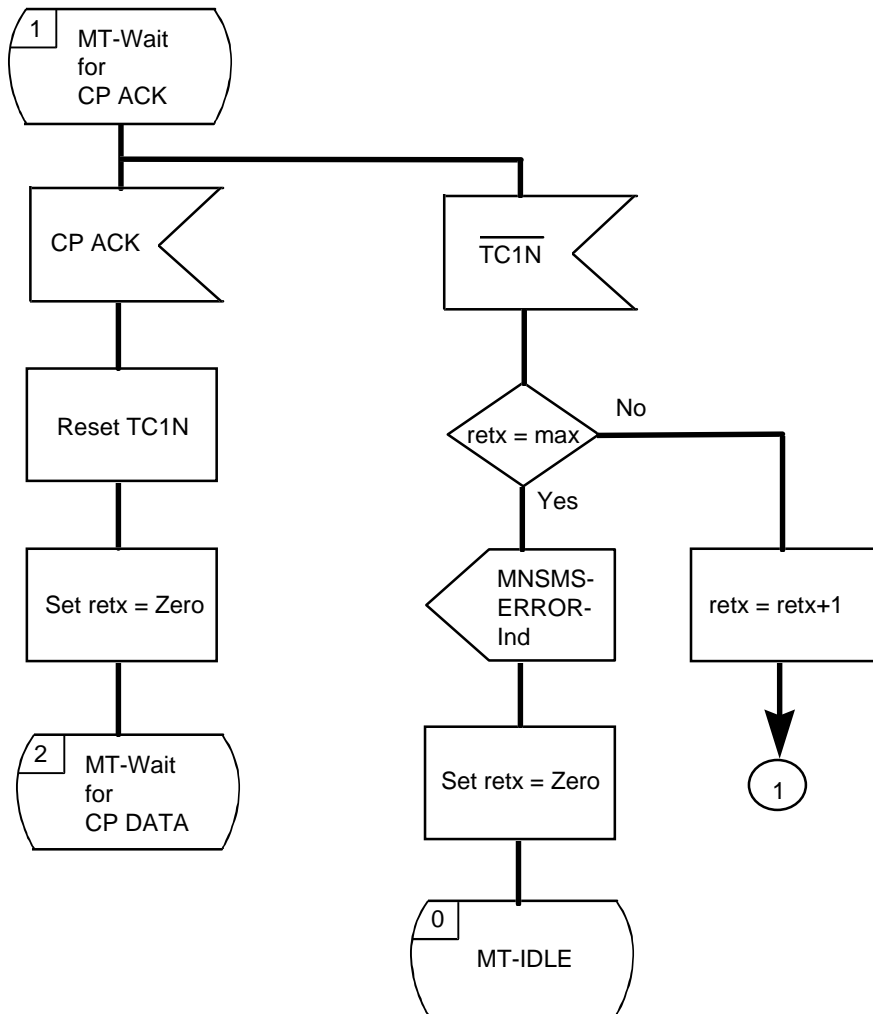 1
MT-Wait
for
CP ACK
CP ACK
TC1N
Reset TC1N
retx = max
No
Yes
Set retx = Zero
MNSMS-
ERROR-
Ind
retx = retx+1
2
MT-Wait
for
CP DATA
Set retx = Zero
1
0
MT-IDLE